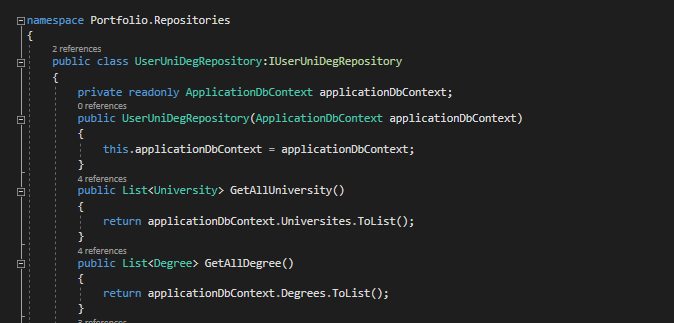 namespace Portfolio.Repositories
{
2 references
public class UserUniDegRepository:IUserUniDegRepository
{
private readonly ApplicationDbContext applicationDbContext;
0 references
public UserUniDegRepository(ApplicationDbContext applicationDbContext)
{
this.applicationDbContext = applicationDbContext;
}
4 references
public List<University> GetAllUniversity()
{
return applicationDbContext.Universites.ToList();
}
4 references
public List<Degree> GetAllDegree()
{
return applicationDbContext.Degrees.ToList();
}
3 references